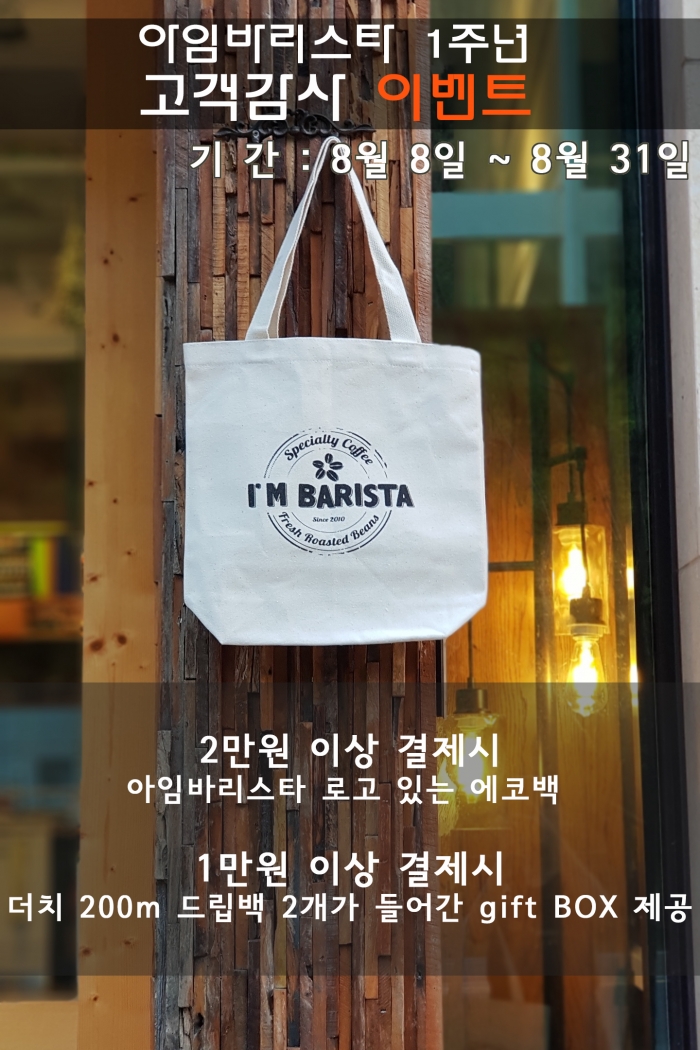 아임바리스타 1주년
고객감사 이벤트
기 간 : 8월 8일 ~ 8월 31일
Specialty Coffee
I'M BARISTA
Since 2010
Fresh Roasted Beans
2만원 이상 결제시
아임바리스타 로고 있는 에코백
1만원 이상 결제시
더치 200m 드립백 2개가 들어간 gift BOX 제공